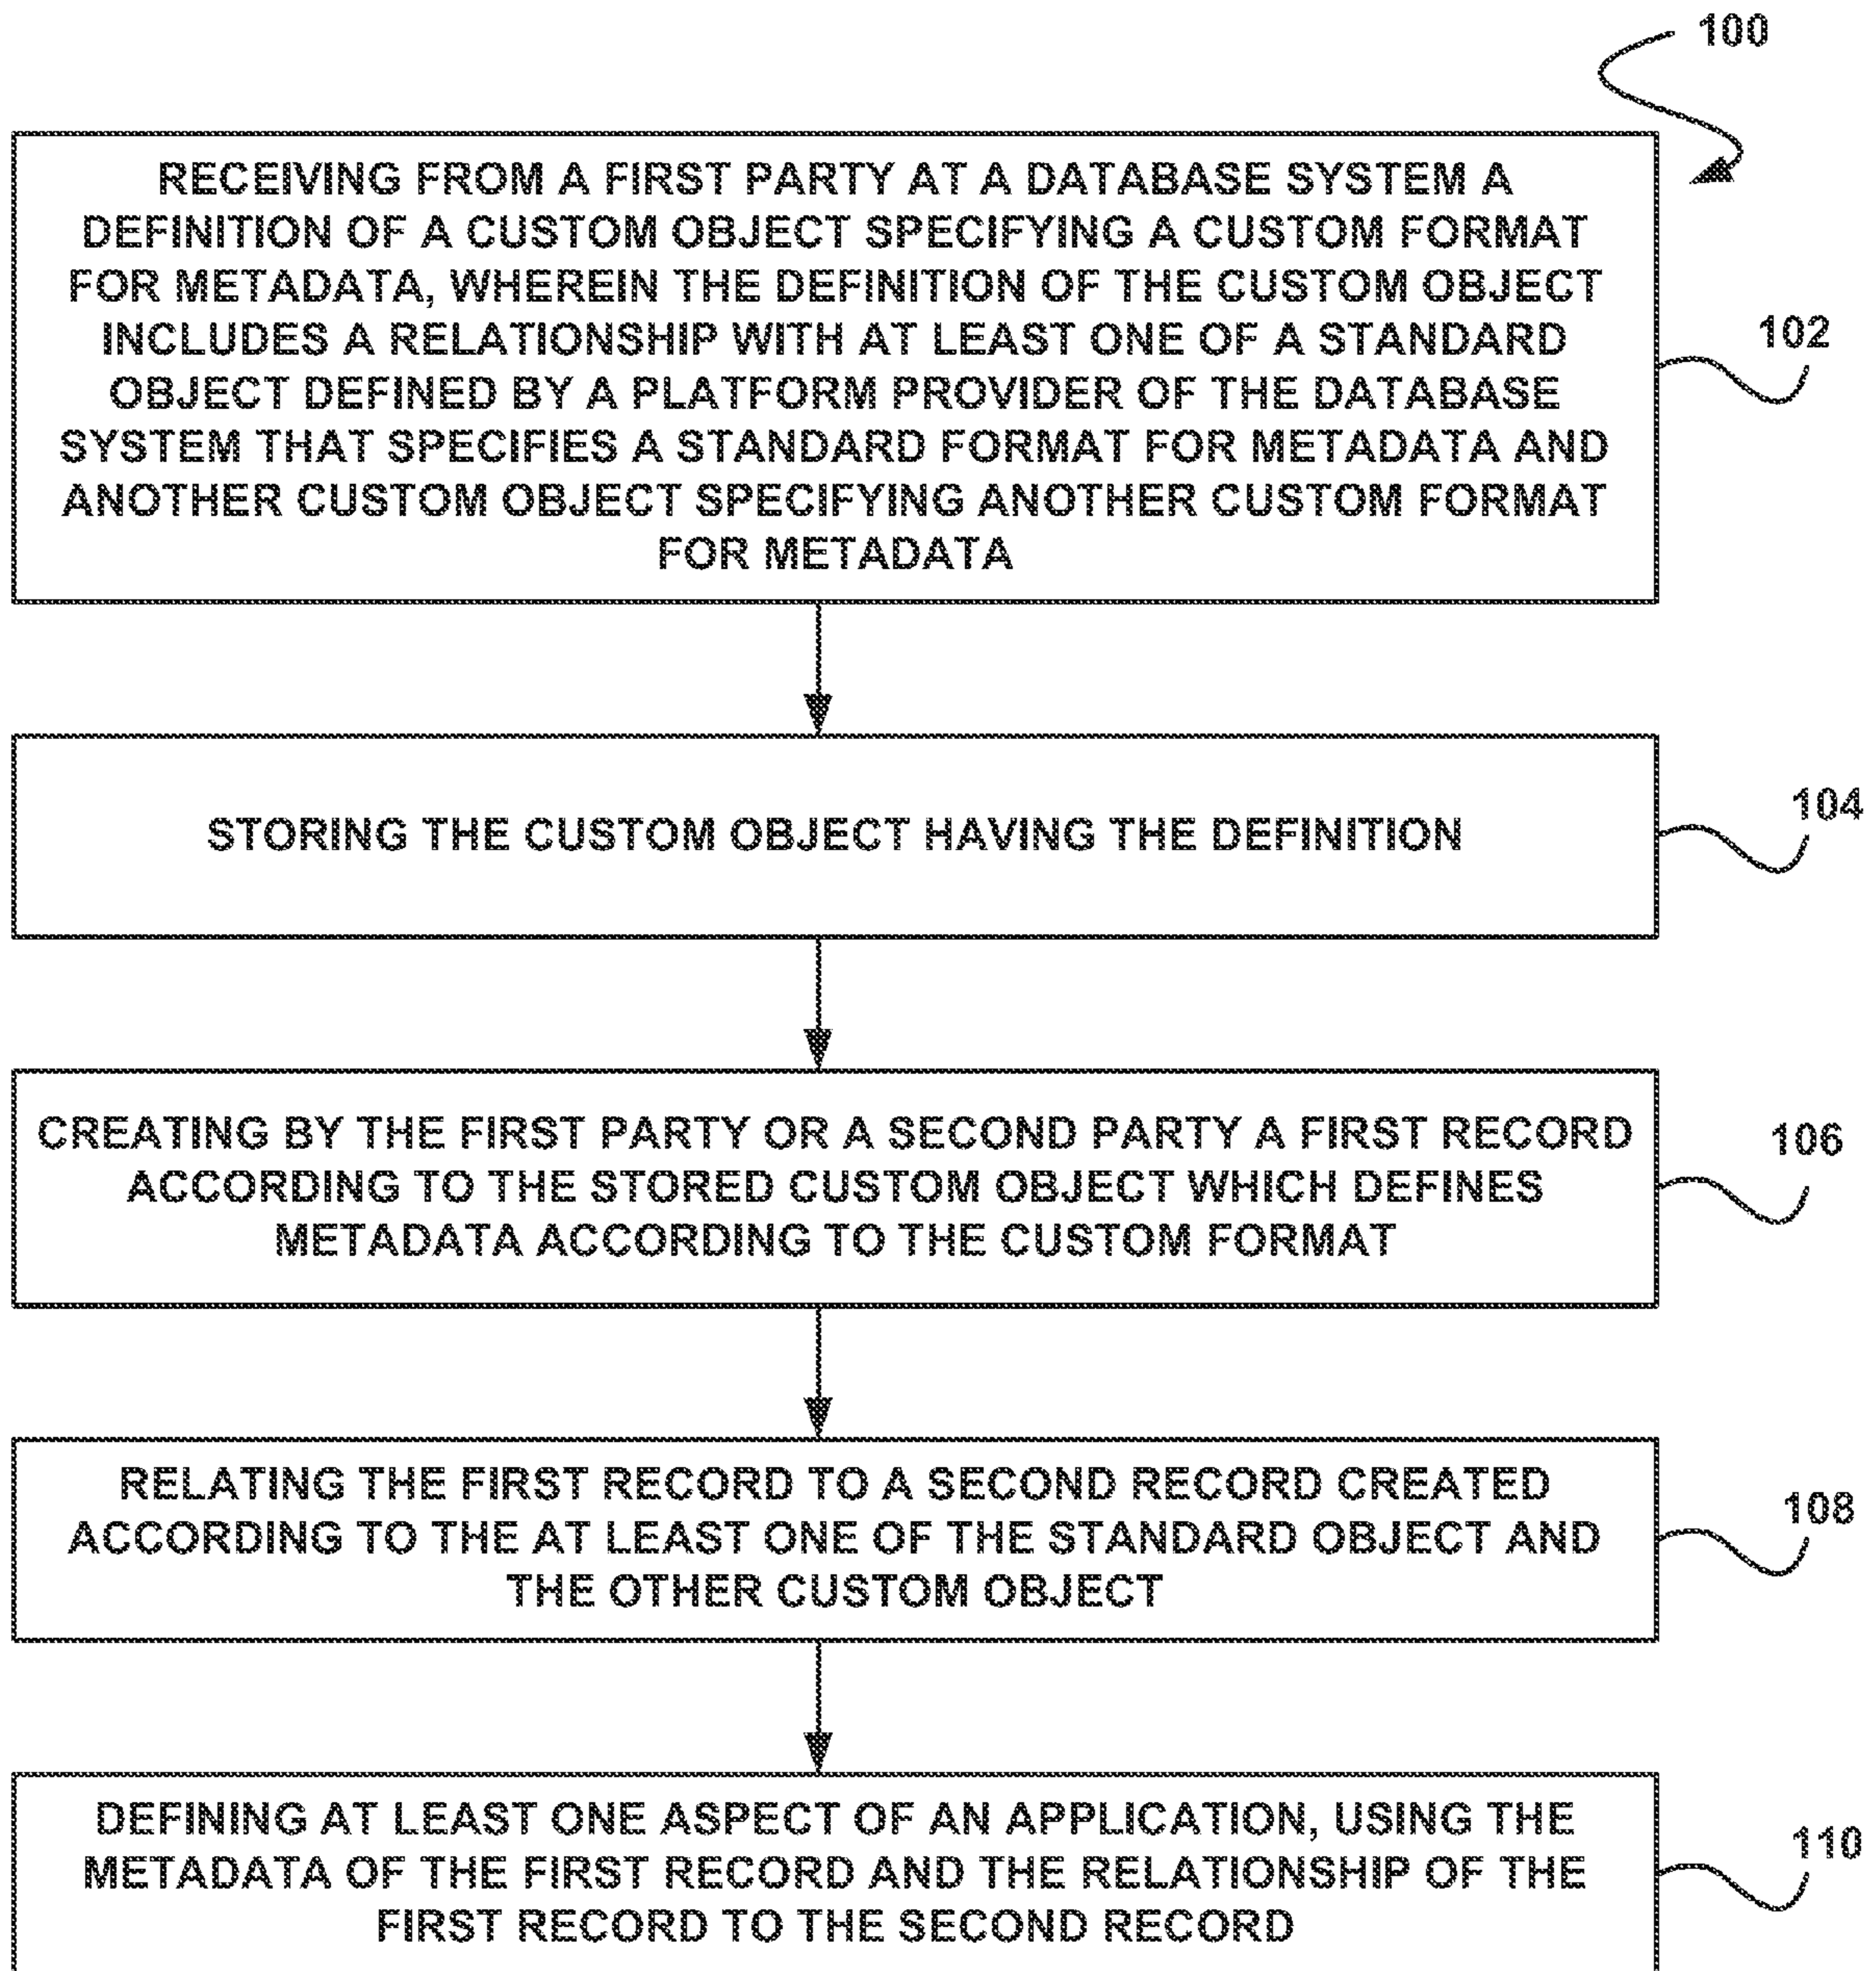 100
RECEIVING FROM A FIRST PARTY AT A DATABASE SYSTEM A
DEFINITION OF A CUSTOM OBJECT SPECIFYING A CUSTOM FORMAT
FOR METADATA, WHEREIN THE DEFINITION OF THE CUSTOM OBJECT
INCLUDES A RELATIONSHIP WITH AT LEAST ONE OF A STANDARD
OBJECT DEFINED BY A PLATFORM PROVIDER OF THE DATABASE
SYSTEM THAT SPECIFIES A STANDARD FORMAT FOR METADATA AND
ANOTHER CUSTOM OBJECT SPECIFYING ANOTHER CUSTOM FORMAT
FOR METADATA
102
STORING THE CUSTOM OBJECT HAVING THE DEFINITION
104
CREATING BY THE FIRST PARTY OR A SECOND PARTY A FIRST RECORD
ACCORDING TO THE STORED CUSTOM OBJECT WHICH DEFINES
METADATA ACCORDING TO THE CUSTOM FORMAT
106
RELATING THE FIRST RECORD TO A SECOND RECORD CREATED
ACCORDING TO THE AT LEAST ONE OF THE STANDARD OBJECT AND
THE OTHER CUSTOM OBJECT
108
DEFINING AT LEAST ONE ASPECT OF AN APPLICATION, USING THE
METADATA OF THE FIRST RECORD AND THE RELATIONSHIP OF THE
FIRST RECORD TO THE SECOND RECORD
110